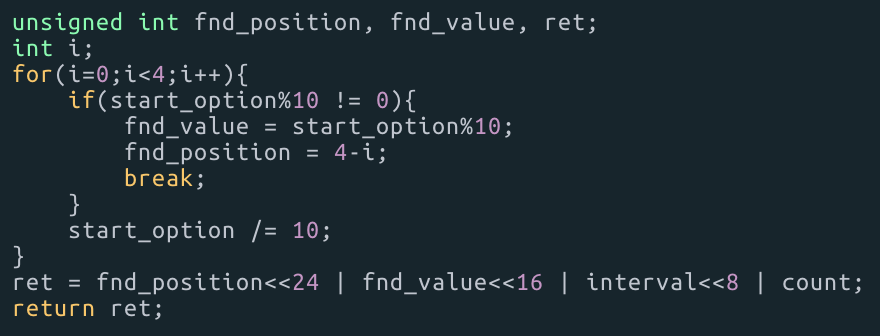 unsigned int fnd_position, fnd_value, ret;
int i;
for(i=0;i<4;i++){
    if(start_option%10 != 0){
        fnd_value = start_option%10;
        fnd_position = 4-i;
        break;
    }
    start_option /= 10;
}
ret = fnd_position<<24 | fnd_value<<16 | interval<<8 | count;
return ret;